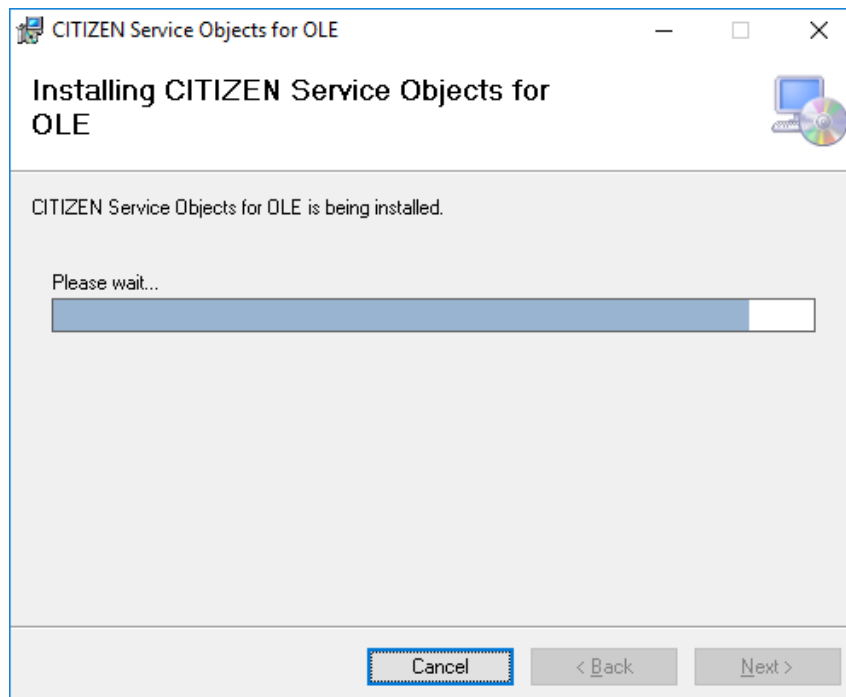 CITIZEN Service Objects for OLE
Installing CITIZEN Service Objects for
OLE
CITIZEN Service Objects for OLE is being installed.
Please wait...
Cancel
< Back
Next >